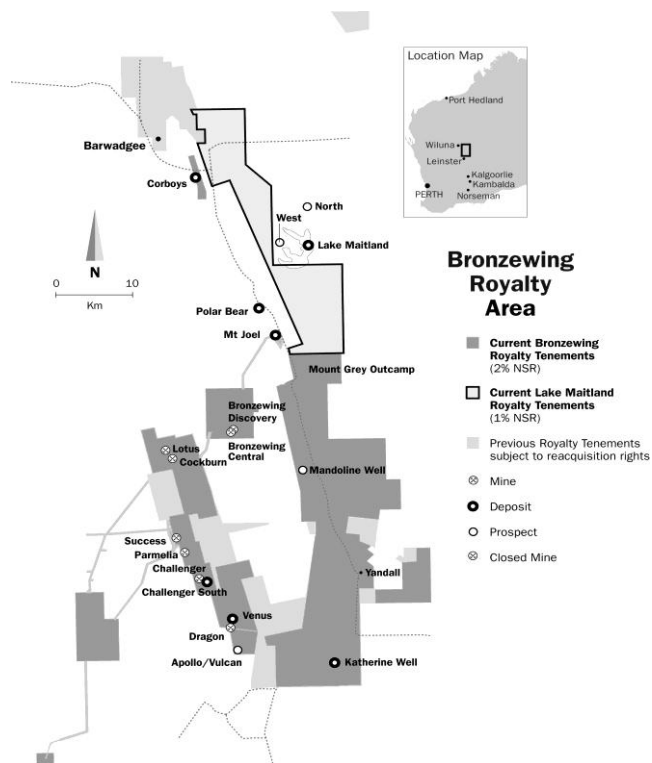 Location Map
Port Hedland
Wiluna
Leinster
Kalgoorlie
Kambalda
PERTH
Norseman
Barwadgee
Corboys
North
West
Lake Maitland
N
0 10
Km
Polar Bear
Mt Joel
Mount Grey Outcamp
Bronzewing
Discovery
Bronzewing
Central
Lotus
Cockburn
Mandoline Well
Success
Parmelia
Challenger
Challenger South
Yandall
Venus
Dragon
Apollo/Vulcan
Katherine Well
Bronzewing
Royalty
Area
Current Bronzewing
Royalty Tenements
(2% NSR)
Current Lake Maitland
Royalty Tenements
(1% NSR)
Previous Royalty Tenements
subject to reacquisition rights
Mine
Deposit
Prospect
Closed Mine